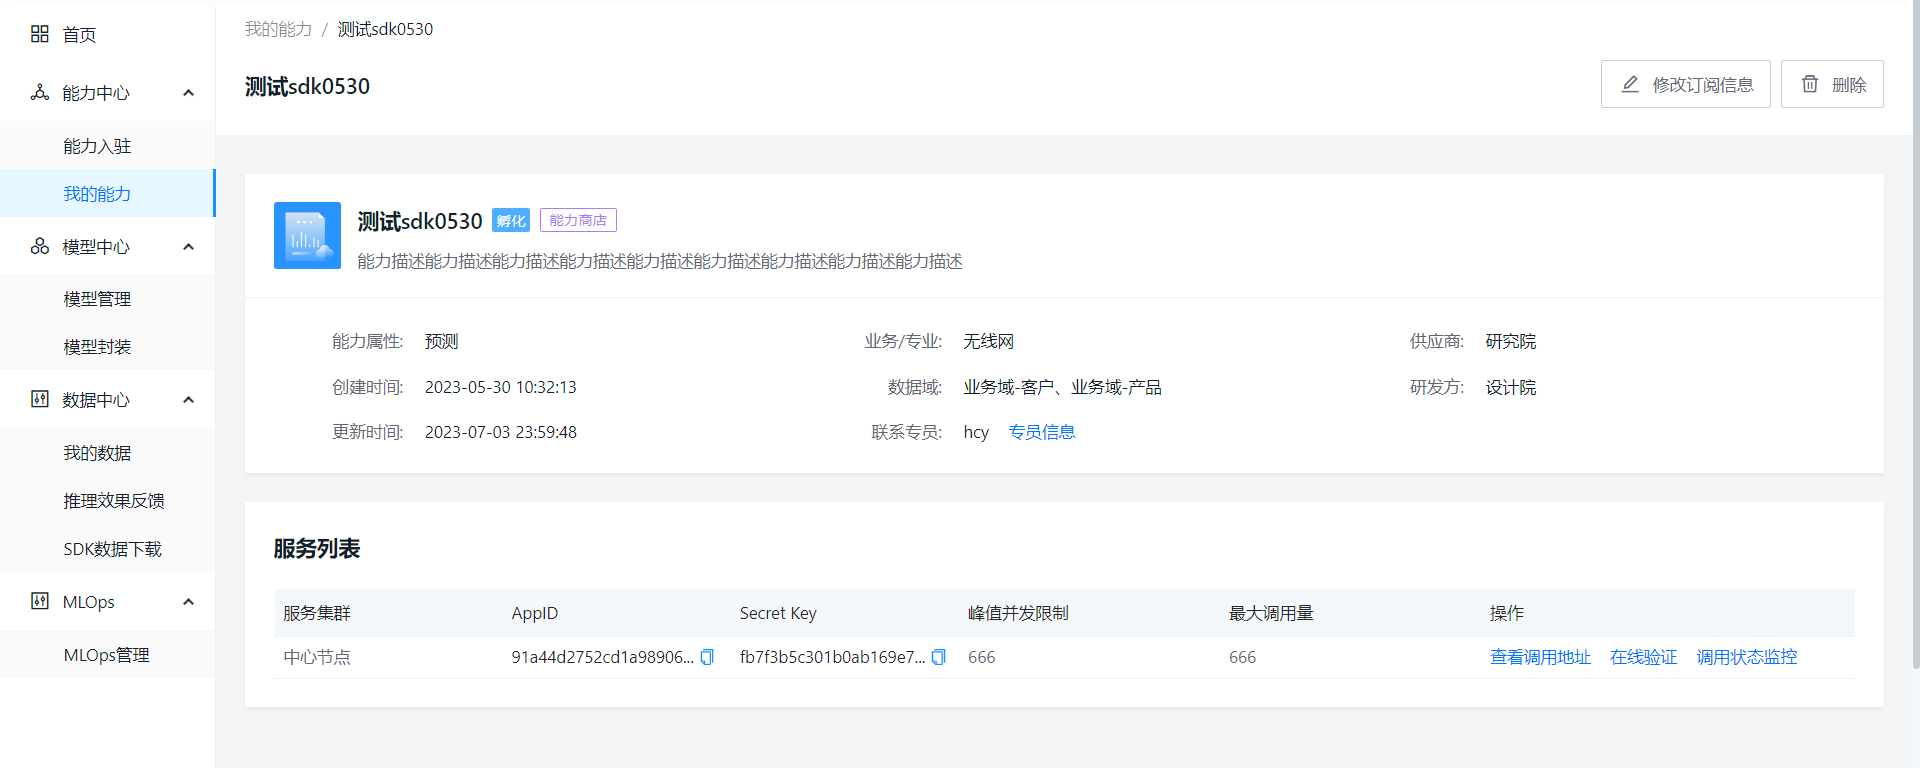 首页
能力中心
能力入驻
我的能力
模型中心
模型管理
模型封装
数据中心
我的数据
推理效果反馈
SDK数据下载
MLOps
MLOps管理
我的能力 / 测试sdk0530
测试sdk0530
修改订阅信息 删除
测试sdk0530 孵化 能力商店
能力描述能力描述能力描述能力描述能力描述能力描述能力描述能力描述能力描述
能力属性: 预测 业务/专业: 无线网 供应商: 研究院
创建时间: 2023-05-30 10:32:13 数据域: 业务域-客户、业务域-产品 研发方: 设计院
更新时间: 2023-07-03 23:59:48 联系专员: hcy 专员信息
服务列表
服务集群 AppID Secret Key 峰值并发限制 最大调用量 操作
中心节点 91a44d2752cd1a98906... fb7f3b5c301b0ab169e7... 666 666 查看调用地址 在线验证 调用状态监控